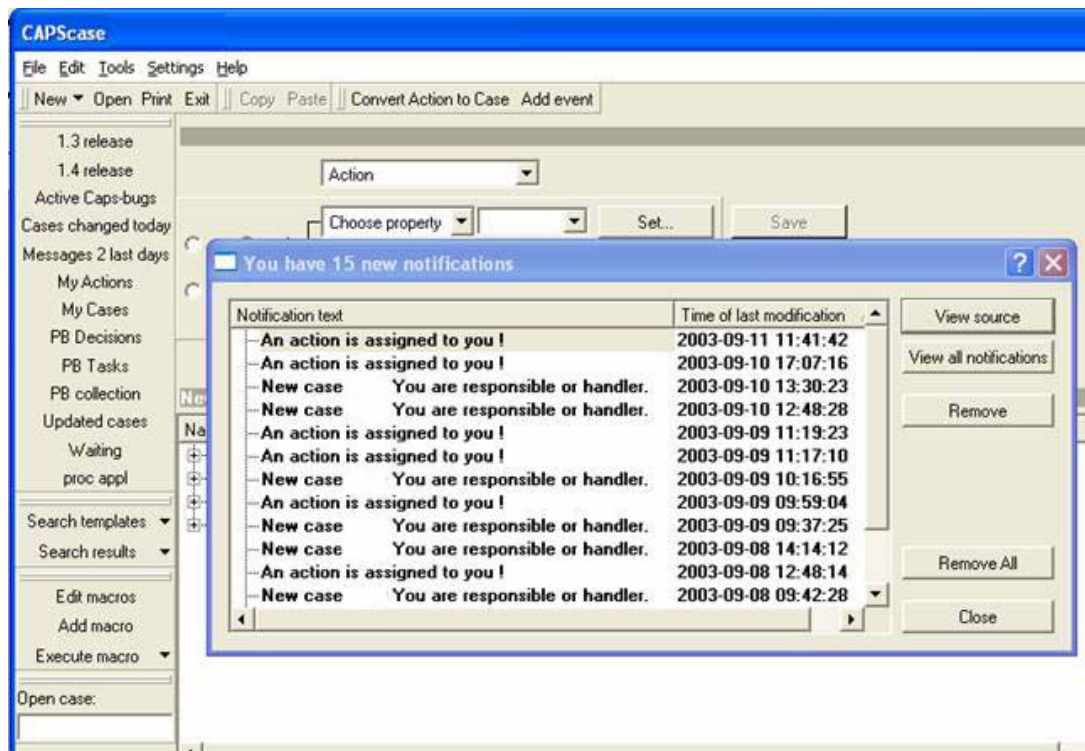 CAPScase
File Edit Tools Settings Help
New Open Print Exit Copy Paste Convert Action to Case Add event
1.3 release
1.4 release
Active Caps-bugs
Cases changed today
Messages 2 last days
My Actions
My Cases
PB Decisions
PB Tasks
PB collection
Updated cases
Waiting
proc appl
Search templates
Search results
Edit macros
Add macro
Execute macro
Open case:
Action
Choose property Set... Save
Ne
Na
You have 15 new notifications
Notification text Time of last modification
An action is assigned to you ! 2003-09-11 11:41:42
An action is assigned to you ! 2003-09-10 17:07:16
New case You are responsible or handler. 2003-09-10 13:30:23
New case You are responsible or handler. 2003-09-10 12:48:28
An action is assigned to you ! 2003-09-09 11:19:23
An action is assigned to you ! 2003-09-09 11:17:10
New case You are responsible or handler. 2003-09-09 10:16:55
An action is assigned to you ! 2003-09-09 09:59:04
New case You are responsible or handler. 2003-09-09 09:37:25
New case You are responsible or handler. 2003-09-08 14:14:12
An action is assigned to you ! 2003-09-08 12:48:14
New case You are responsible or handler. 2003-09-08 09:42:28
View source
View all notifications
Remove
Remove All
Close